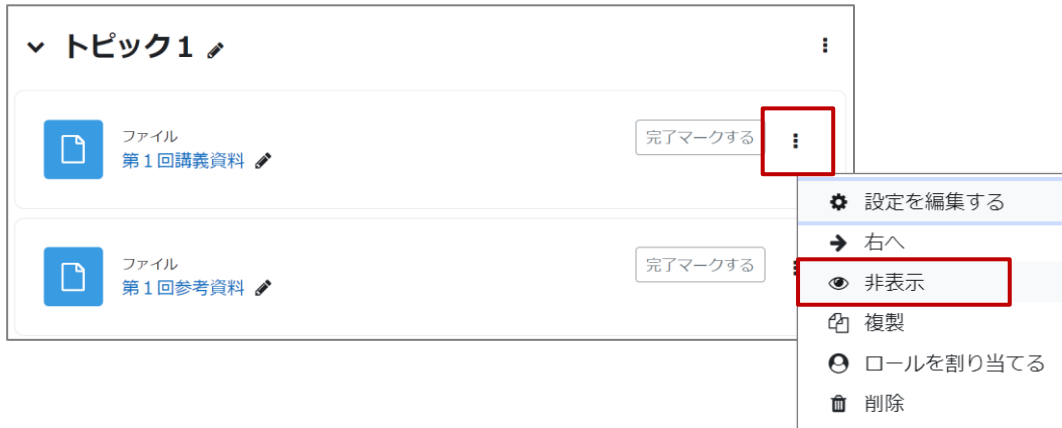 トピック１
ファイル
第１回講義資料
完了マークする
ファイル
第１回参考資料
完了マークする
設定を編集する
右へ
非表示
複製
ロールを割り当てる
削除